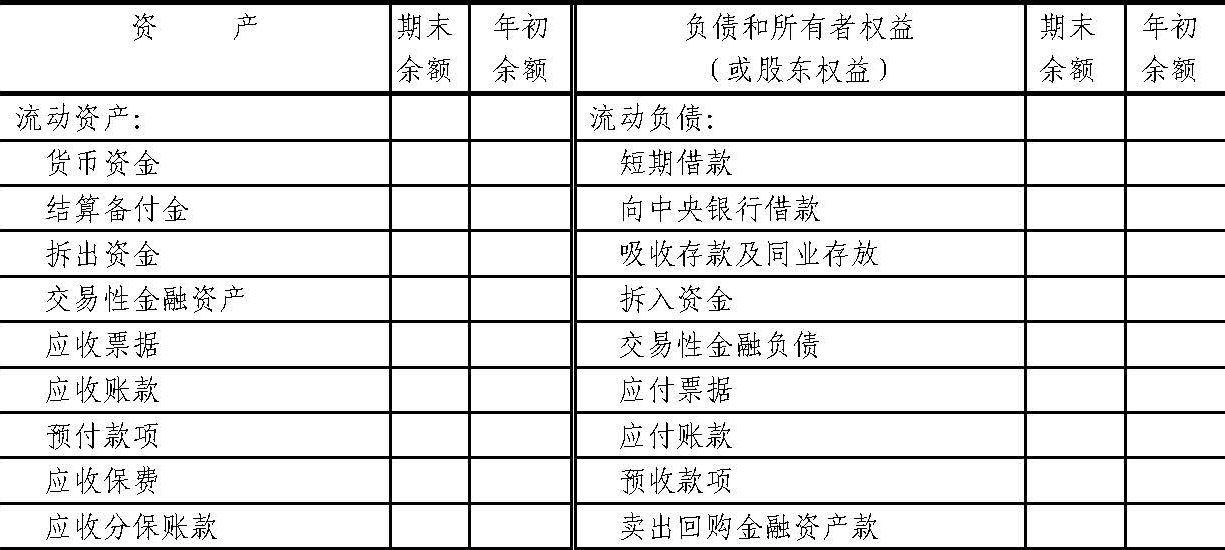 资 产 期末余额 年初余额 负债和所有者权益（或股东权益） 期末余额 年初余额
流动资产： 流动负债：
货币资金 短期借款
结算备付金 向中央银行借款
拆出资金 吸收存款及同业存放
交易性金融资产 拆入资金
应收票据 交易性金融负债
应收账款 应付票据
预付款项 应付账款
应收保费 预收款项
应收分保账款 卖出回购金融资产款